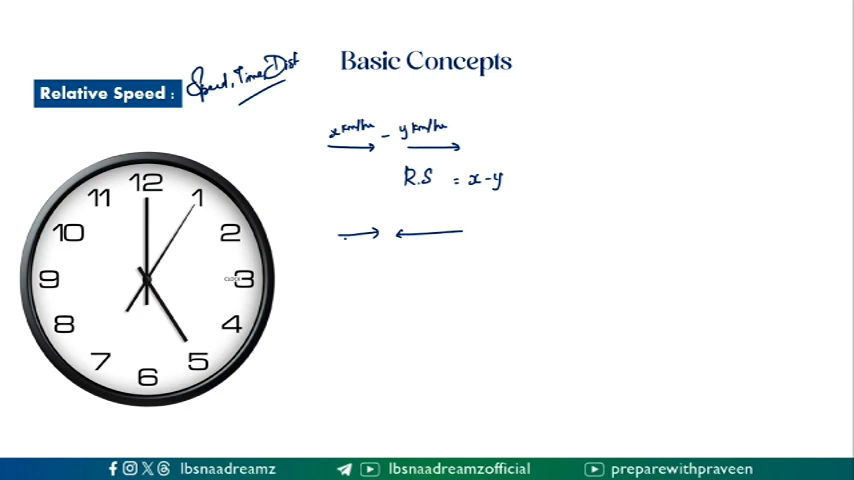 Basic Concepts
Relative Speed :
Speed, Time, Dist
x km/hr - y km/hr
R.S = x-y
12
11 1
10 2
9 CLOCK 3
8 4
7 5
6
lbsnaadreamz lbsnaadreamzofficial preparewithpraveen